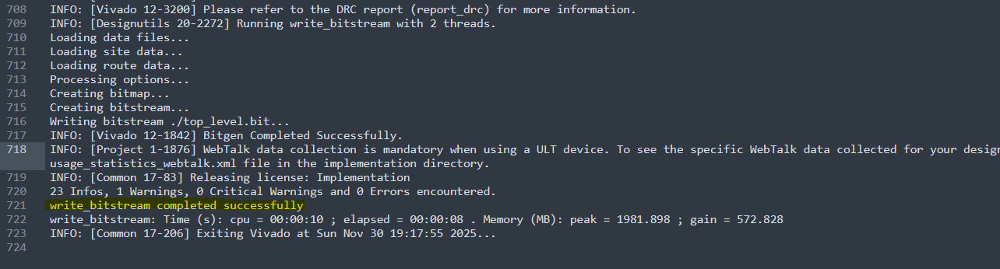 708 INFO: [Vivado 12-3200] Please refer to the DRC report (report_drc) for more information.
709 INFO: [Designutils 20-2272] Running write_bitstream with 2 threads.
710 Loading data files...
711 Loading site data...
712 Loading route data...
713 Processing options...
714 Creating bitmap...
715 Creating bitstream...
716 Writing bitstream ./top_level.bit...
717 INFO: [Vivado 12-1842] Bitgen Completed Successfully.
718 INFO: [Project 1-1876] WebTalk data collection is mandatory when using a ULT device. To see the specific WebTalk data collected for your design
usage_statistics_webtalk.xml file in the implementation directory.
719 INFO: [Common 17-83] Releasing license: Implementation
720 23 Infos, 1 Warnings, 0 Critical Warnings and 0 Errors encountered.
721 write_bitstream completed successfully
722 write_bitstream: Time (s): cpu = 00:00:10 ; elapsed = 00:00:08 . Memory (MB): peak = 1981.898 ; gain = 572.828
723 INFO: [Common 17-206] Exiting Vivado at Sun Nov 30 19:17:55 2025...
724